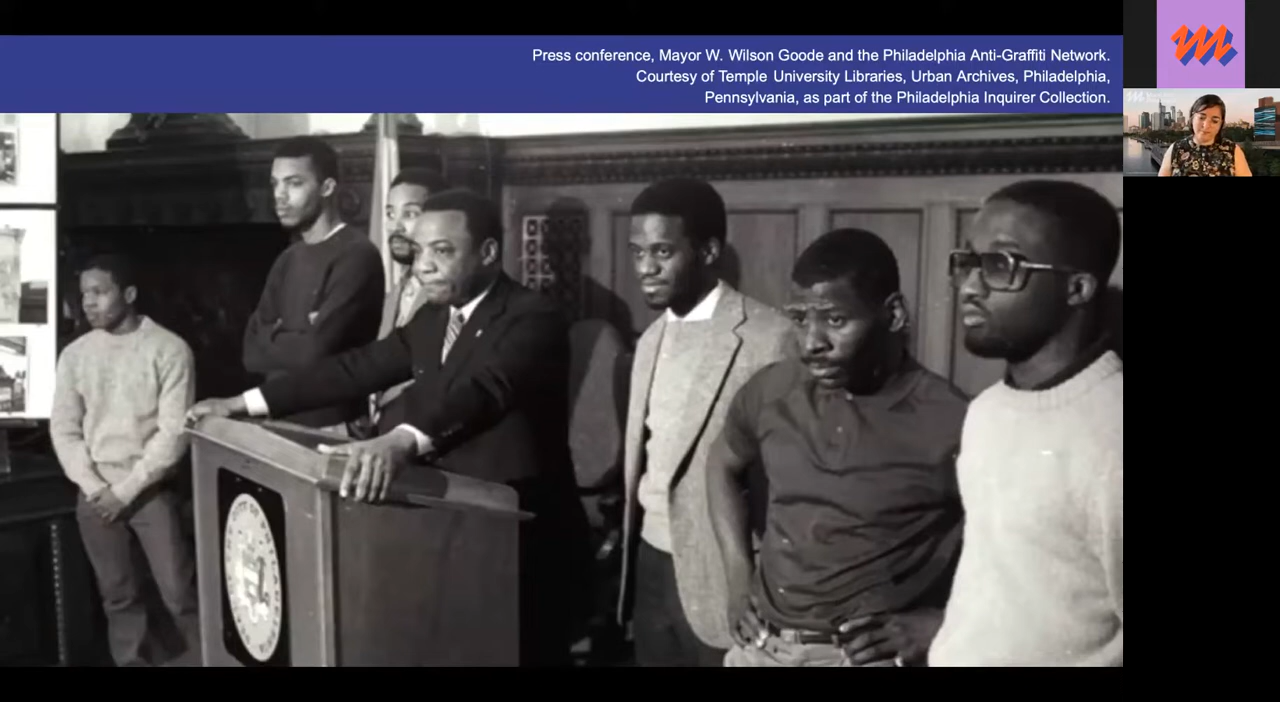 Press conference, Mayor W. Wilson Goode and the Philadelphia Anti-Graffiti Network.
Courtesy of Temple University Libraries, Urban Archives, Philadelphia,
Pennsylvania, as part of the Philadelphia Inquirer Collection.